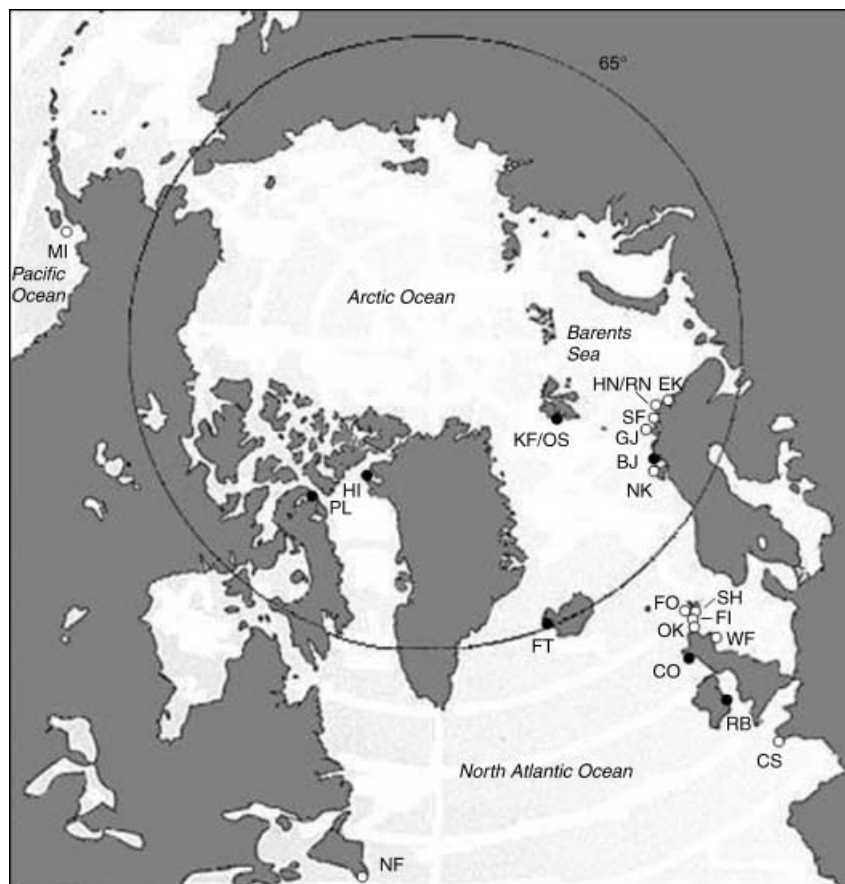 65°
MI
Pacific
Ocean
Arctic Ocean
Barents
Sea
HN/RN EK
SF
GJ
KF/OS
BJ
NK
HI
PL
FO
SH
FI
OK
WF
FT
CO
RB
CS
North Atlantic Ocean
NF